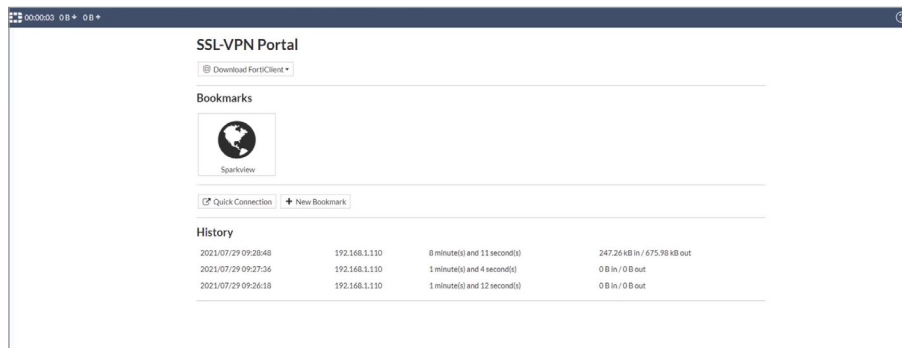 00:00:03 0 B 0 B
SSL-VPN Portal
Download FortiClient
Bookmarks
Sparkview
Quick Connection + New Bookmark
History
2021/07/29 09:28:48 192.168.1.110 8 minute(s) and 11 second(s) 247.26 kB in / 675.98 kB out
2021/07/29 09:27:36 192.168.1.110 1 minute(s) and 4 second(s) 0 B in / 0 B out
2021/07/29 09:26:18 192.168.1.110 1 minute(s) and 12 second(s) 0 B in / 0 B out